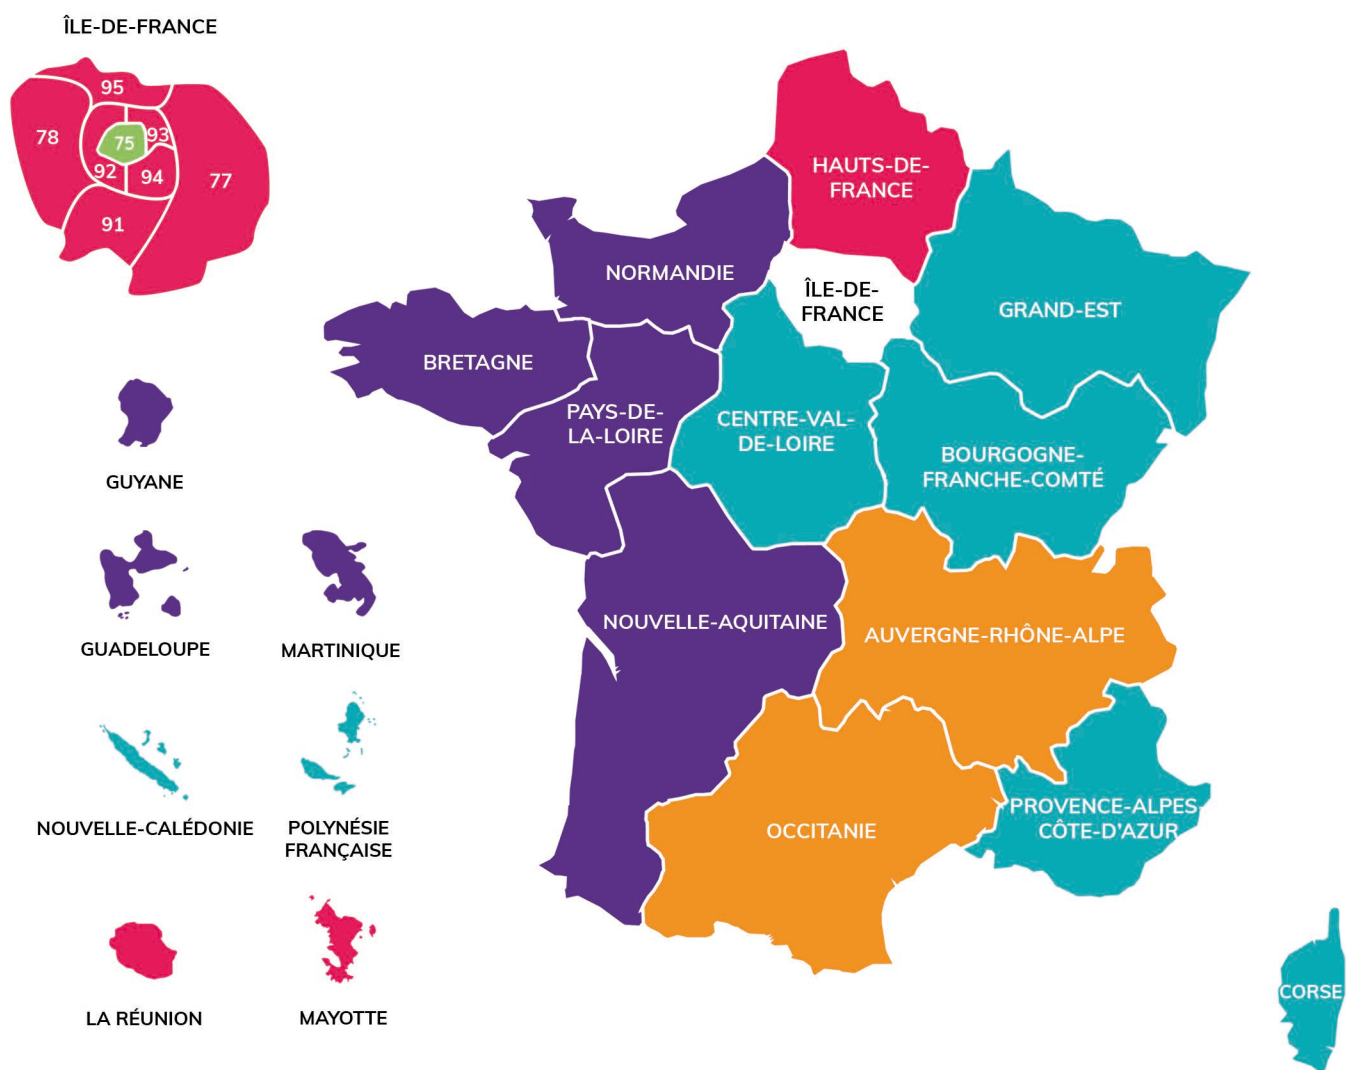 ÎLE-DE-FRANCE
95
78
75
93
92
94
77
91
HAUTS-DE-
FRANCE
NORMANDIE
ÎLE-DE-
FRANCE
GRAND-EST
BRETAGNE
PAYS-DE-
LA-LOIRE
CENTRE-VAL-
DE-LOIRE
BOURGOGNE-
FRANCHE-COMTÉ
GUYANE
GUADELOUPE
MARTINIQUE
NOUVELLE-AQUITAINE
AUVERGNE-RHÔNE-ALPE
NOUVELLE-CALÉDONIE
POLYNÉSIE
FRANÇAISE
OCCITANIE
PROVENCE-ALPES
CÔTE-D'AZUR
LA RÉUNION
MAYOTTE
CORSE